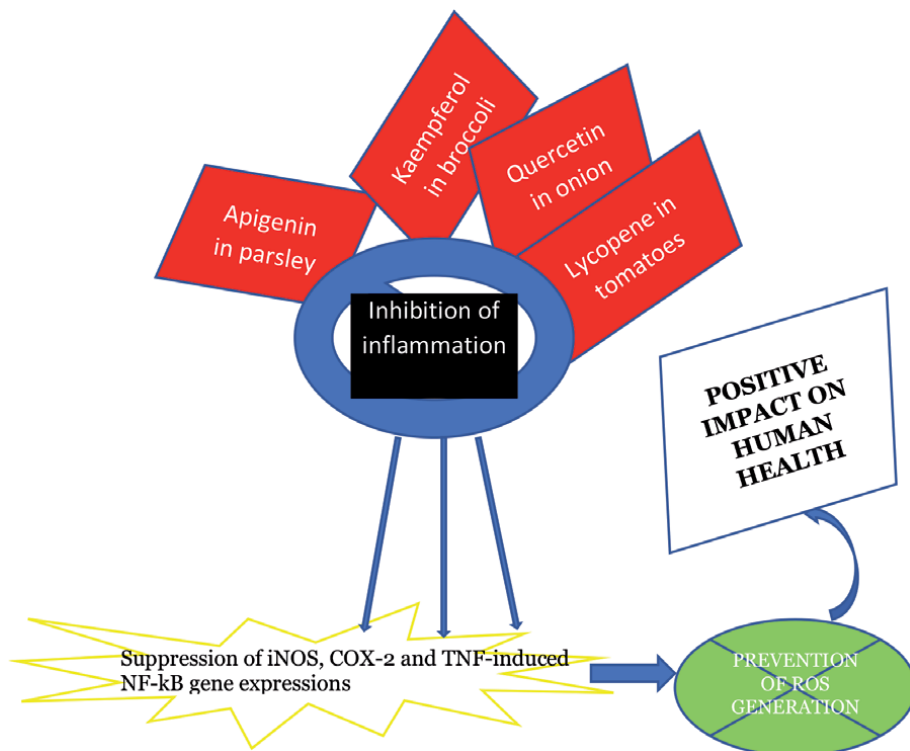 Kaempferol
in broccoli
Quercetin
in onion
Apigenin
in parsley
Lycopene in
tomatoes
Inhibition of
inflammation
POSITIVE
IMPACT ON
HUMAN
HEALTH
Suppression of iNOS, COX-2 and TNF-induced
NF-kB gene expressions
PREVENTION
OF ROS
GENERATION